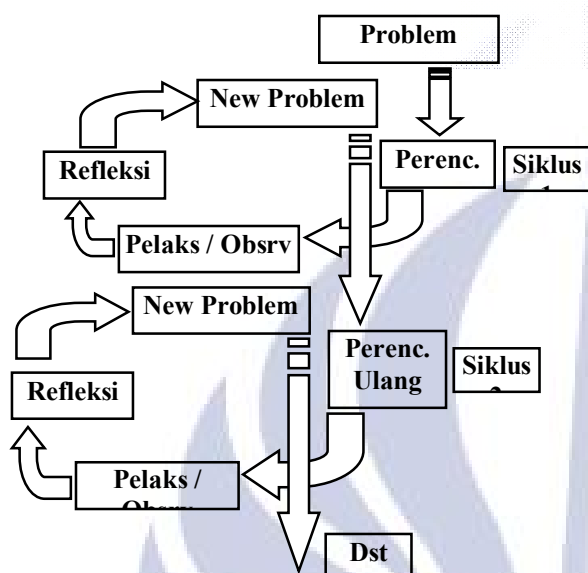 Problem
New Problem
Perenc.
Siklus
Refleksi
Pelaks / Obsrv
New Problem
Perenc.
Ulang
Siklus
Refleksi
Pelaks /
Dst